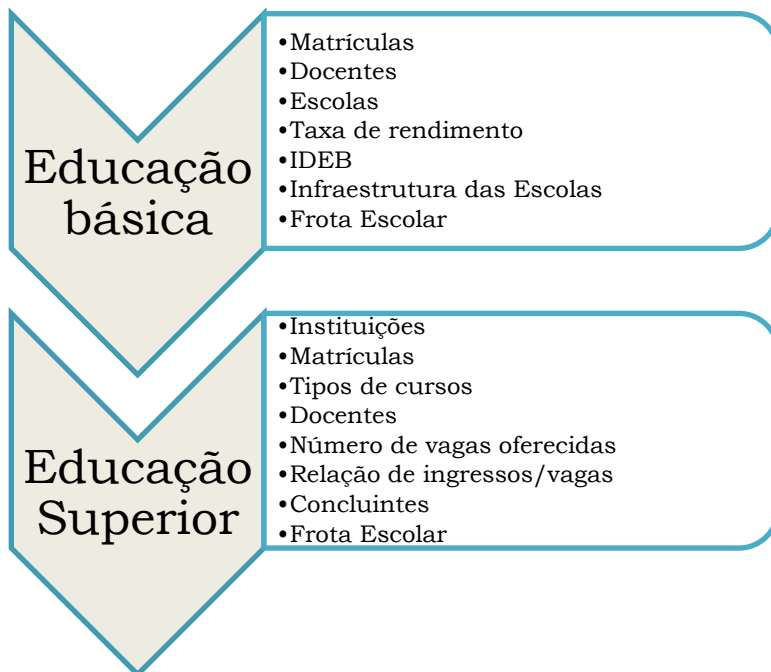 Educação
básica
•Matrículas
•Docentes
•Escolas
•Taxa de rendimento
•IDEB
•Infraestrutura das Escolas
•Frota Escolar
Educação
Superior
•Instituições
•Matrículas
•Tipos de cursos
•Docentes
•Número de vagas oferecidas
•Relação de ingressos/vagas
•Concluintes
•Frota Escolar